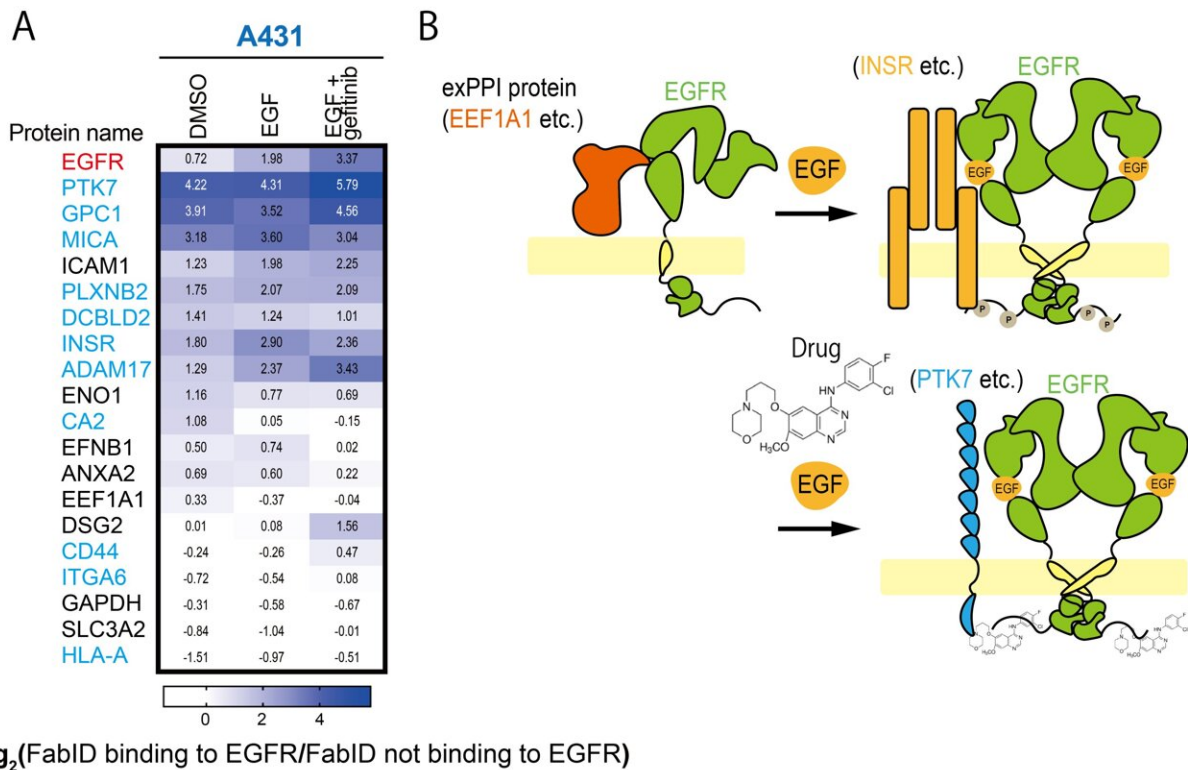 A
A431
DMSO
EGF
EGF +
gefitinib
Protein name
EGFR 0.72 1.98 3.37
PTK7 4.22 4.31 5.79
GPC1 3.91 3.52 4.56
MICA 3.18 3.60 3.04
ICAM1 1.23 1.98 2.25
PLXNB2 1.75 2.07 2.09
DCBLD2 1.41 1.24 1.01
INSR 1.80 2.90 2.36
ADAM17 1.29 2.37 3.43
ENO1 1.16 0.77 0.69
CA2 1.08 0.05 -0.15
EFNB1 0.50 0.74 0.02
ANXA2 0.69 0.60 0.22
EEF1A1 0.33 -0.37 -0.04
DSG2 0.01 0.08 1.56
CD44 -0.24 -0.26 0.47
ITGA6 -0.72 -0.54 0.08
GAPDH -0.31 -0.58 -0.67
SLC3A2 -0.84 -1.04 -0.01
HLA-A -1.51 -0.97 -0.51
0 2 4
g₂(FabID binding to EGFR/FabID not binding to EGFR)
B
exPPI protein
(EEF1A1 etc.)
EGFR
EGF
(INSR etc.)
EGFR
EGF
EGF
P
P
P
P
Drug
F
HN
Cl
N
O
N
O
H₃CO
N
EGF
(PTK7 etc.)
EGFR
EGF
EGF
F
HN
Cl
N
O
N
O
H₃CO
N
F
HN
Cl
N
O
N
O
H₃CO
N